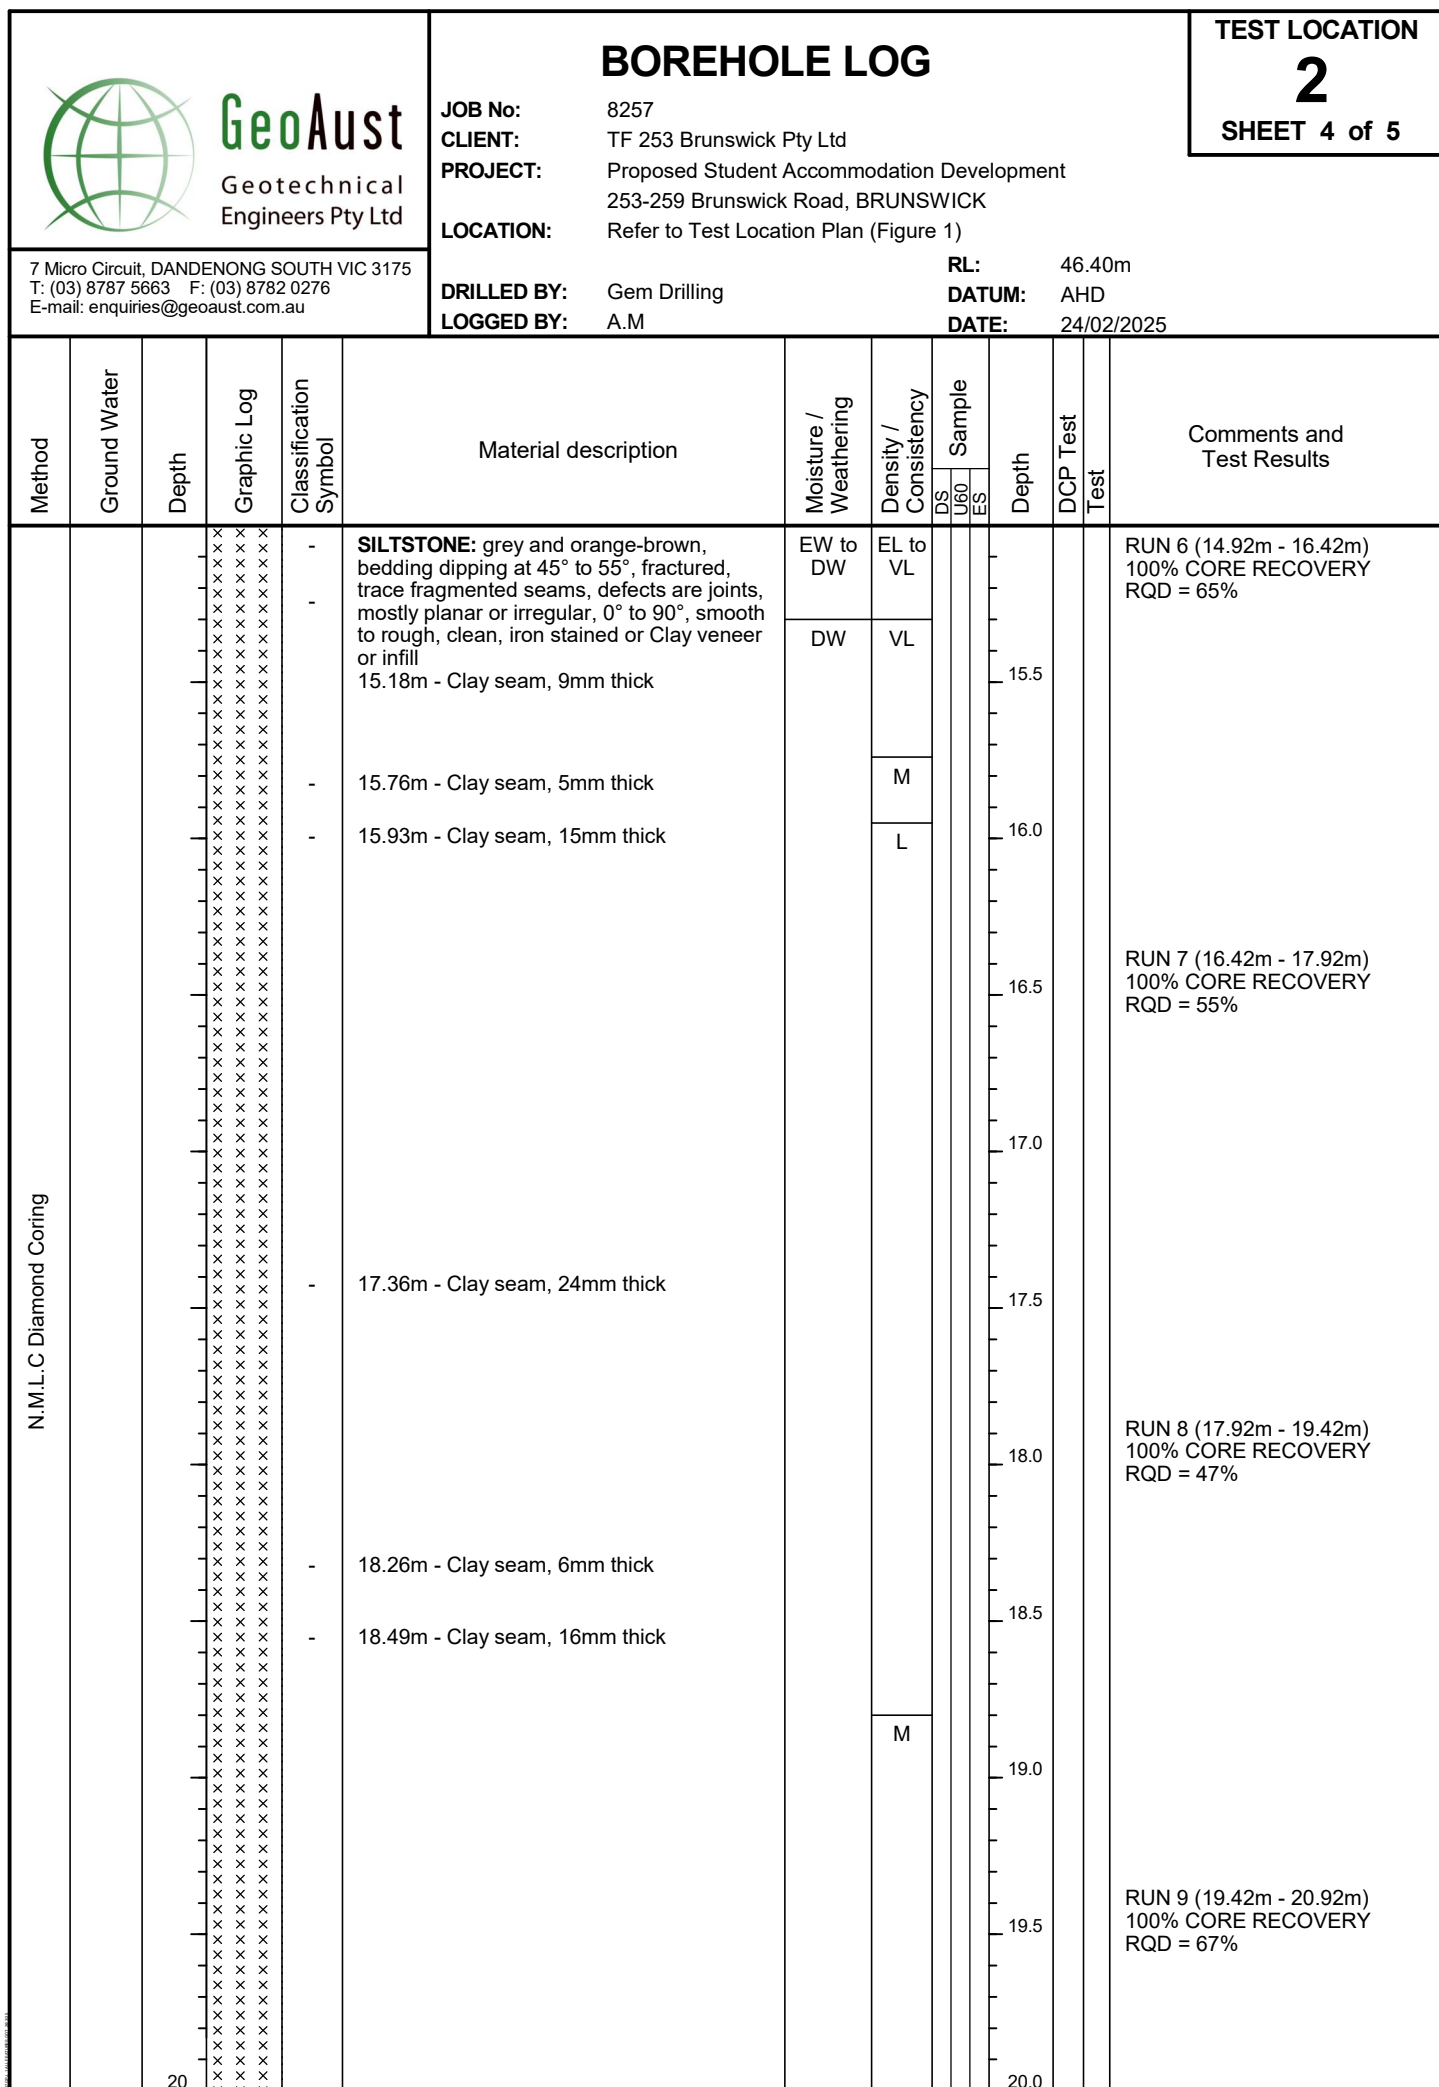 GeoAust
Geotechnical
Engineers Pty Ltd
7 Micro Circuit, DANDENONG SOUTH VIC 3175
T: (03) 8787 5663 F: (03) 8782 0276
E-mail: enquiries@geoaust.com.au
BOREHOLE LOG
JOB No: 8257
CLIENT: TF 253 Brunswick Pty Ltd
PROJECT: Proposed Student Accommodation Development
253-259 Brunswick Road, BRUNSWICK
LOCATION: Refer to Test Location Plan (Figure 1)
RL: 46.40m
DRILLED BY: Gem Drilling DATUM: AHD
LOGGED BY: A.M DATE: 24/02/2025
TEST LOCATION
2
SHEET 4 of 5
Method
Ground Water
Depth
Graphic Log
Classification
Symbol
Material description
Moisture /
Weathering
Density /
Consistency
Sample
DS
U60
ES
Depth
DCP Test
Test
Comments and
Test Results
N.M.L.C Diamond Coring
- SILTSTONE: grey and orange-brown,
bedding dipping at 45° to 55°, fractured,
trace fragmented seams, defects are joints,
- mostly planar or irregular, 0° to 90°, smooth
to rough, clean, iron stained or Clay veneer
or infill
15.18m - Clay seam, 9mm thick
- 15.76m - Clay seam, 5mm thick
- 15.93m - Clay seam, 15mm thick
- 17.36m - Clay seam, 24mm thick
- 18.26m - Clay seam, 6mm thick
- 18.49m - Clay seam, 16mm thick
EW to
DW
DW
EL to
VL
VL
M
L
M
15.5
16.0
16.5
17.0
17.5
18.0
18.5
19.0
19.5
20.0
20
RUN 6 (14.92m - 16.42m)
100% CORE RECOVERY
RQD = 65%
RUN 7 (16.42m - 17.92m)
100% CORE RECOVERY
RQD = 55%
RUN 8 (17.92m - 19.42m)
100% CORE RECOVERY
RQD = 47%
RUN 9 (19.42m - 20.92m)
100% CORE RECOVERY
RQD = 67%